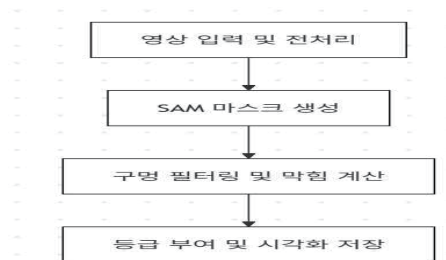 영상 입력 및 전처리
SAM 마스크 생성
구멍 필터링 및 막힘 계산
등급 부여 및 시각화 저장